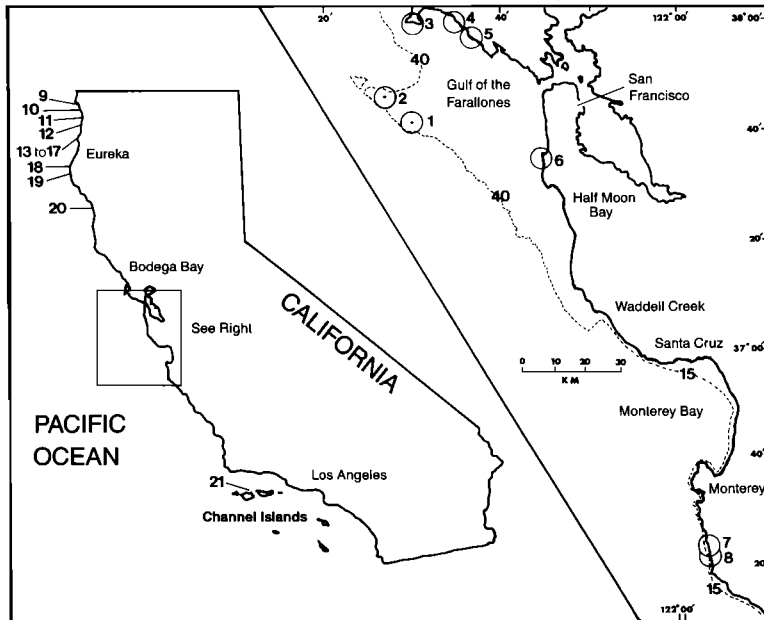 20´
40´
122°00´
38°00´
3
4
5
40
Gulf of the
Farallones
San
Francisco
2
1
40´
6
9
10
11
12
13 to 17
Eureka
18
19
20
40
Half Moon
Bay
20´
Bodega Bay
See Right
CALIFORNIA
Waddell Creek
Santa Cruz
37°00´
0 10 20 30
KM
15
Monterey Bay
PACIFIC
OCEAN
40´
Los Angeles
21
Channel Islands
Monterey
7
8
20´
15
122°00´